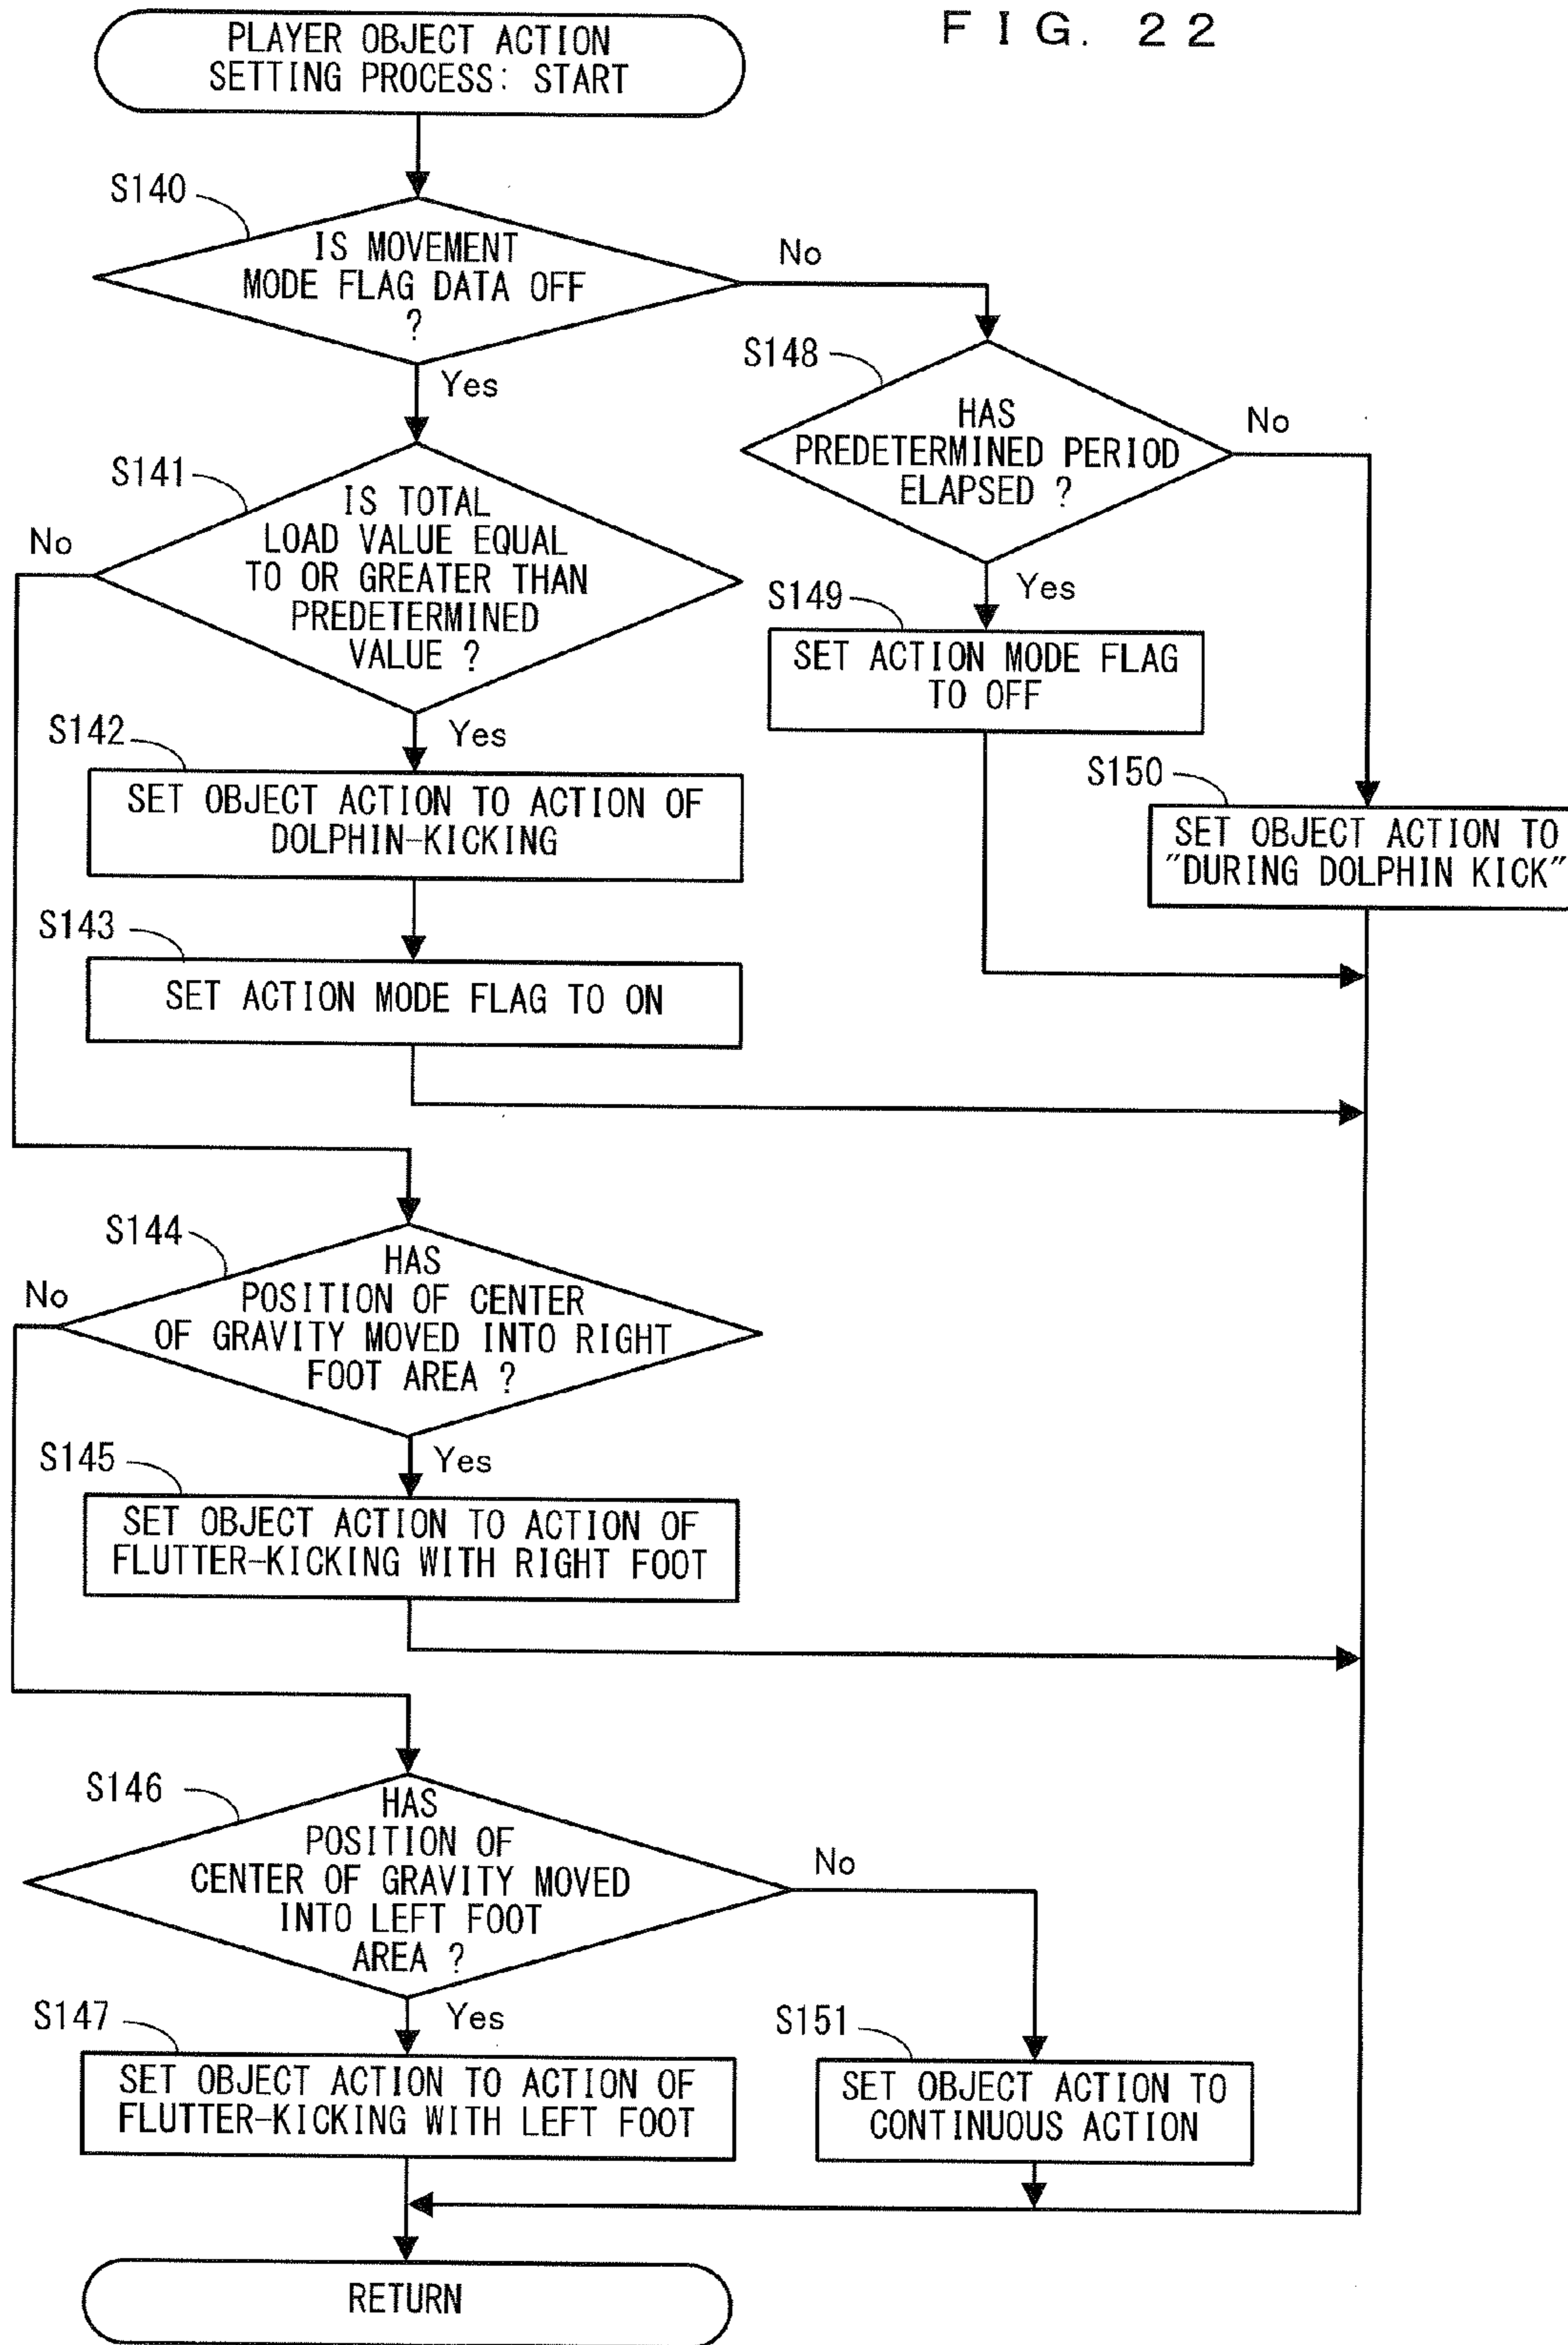 FIG. 22
PLAYER OBJECT ACTION
SETTING PROCESS: START
S140
IS MOVEMENT
MODE FLAG DATA OFF
?
No
Yes
S148
HAS
PREDETERMINED PERIOD
ELAPSED ?
No
Yes
S141
IS TOTAL
LOAD VALUE EQUAL
TO OR GREATER THAN
PREDETERMINED
VALUE ?
No
Yes
S149
SET ACTION MODE FLAG
TO OFF
S142
SET OBJECT ACTION TO ACTION OF
DOLPHIN-KICKING
S150
SET OBJECT ACTION TO
"DURING DOLPHIN KICK"
S143
SET ACTION MODE FLAG TO ON
S144
HAS
POSITION OF CENTER
OF GRAVITY MOVED INTO RIGHT
FOOT AREA ?
No
Yes
S145
SET OBJECT ACTION TO ACTION OF
FLUTTER-KICKING WITH RIGHT FOOT
S146
HAS
POSITION OF
CENTER OF GRAVITY MOVED
INTO LEFT FOOT
AREA ?
No
Yes
S147
SET OBJECT ACTION TO ACTION OF
FLUTTER-KICKING WITH LEFT FOOT
S151
SET OBJECT ACTION TO
CONTINUOUS ACTION
RETURN